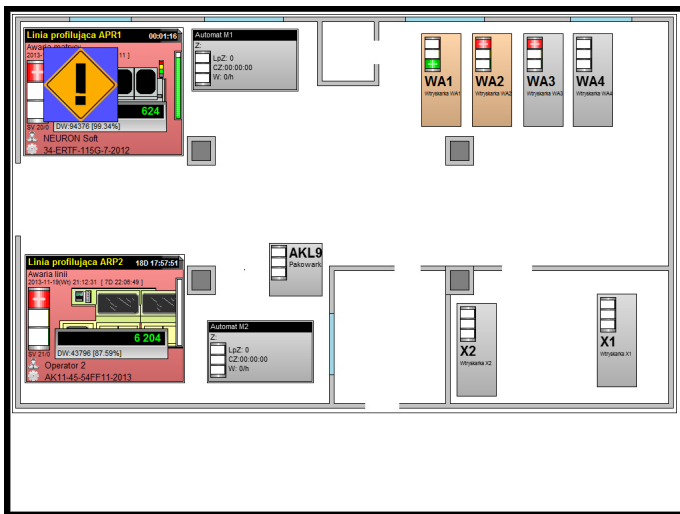 Linia profilująca APR1 00:01:16
Awaria matrycy
2013- 11 ]
624
SV 20/0
DW:94376 [99.34%]
NEURON Soft
34-ERTF-115G-7-2012
Automat M1
Z:
LpZ: 0
CZ:00:00:00
W: 0/h
WA1
Wtryskarka WA1
WA2
Wtryskarka WA2
WA3
Wtryskarka WA3
WA4
Wtryskarka WA4
Linia profilująca ARP2 18D 17:57:51
Awaria linii
2013-11-19(Wt) 21:12:31 [ 7D 22:06:49 ]
6 204
SV 21/0
DW:43796 [87.59%]
Operator 2
AK11-45-54FF11-2013
AKL9
Pakowark
Automat M2
Z:
LpZ: 0
CZ:00:00:00
W: 0/h
X2
Wtryskarka X2
X1
Wtryskarka X1